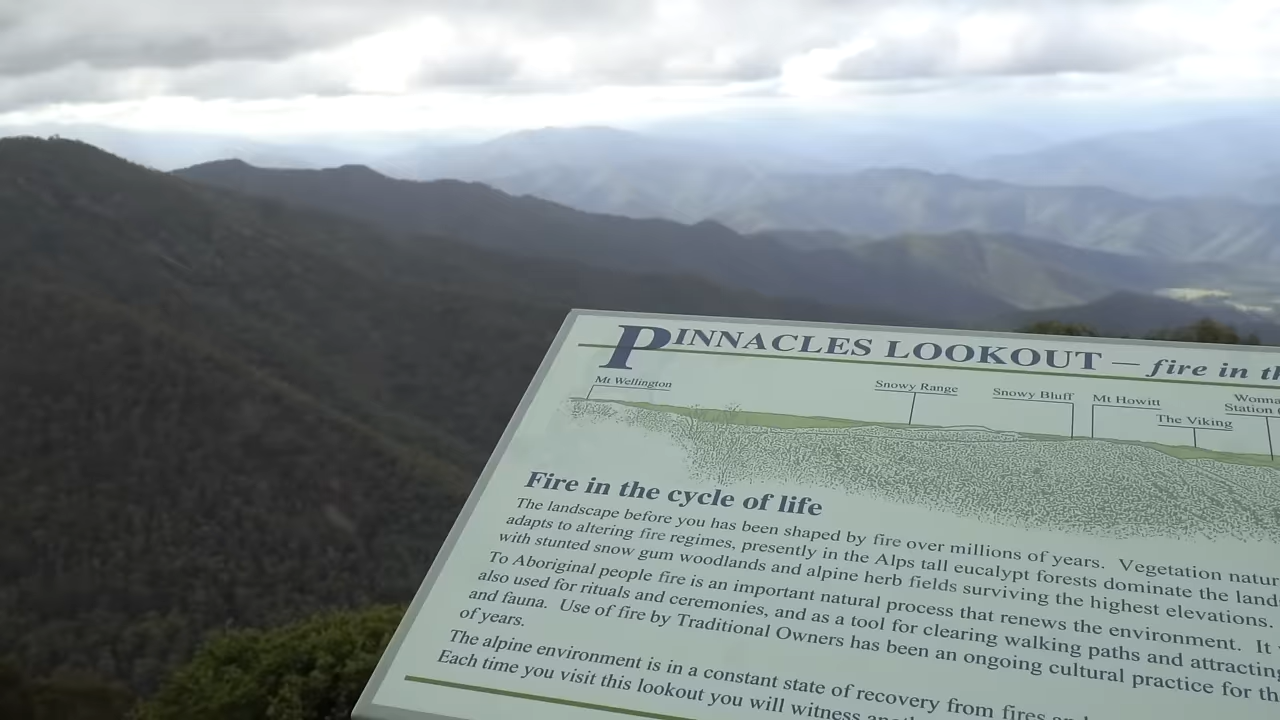 PINNACLES LOOKOUT – fire in th
Mt Wellington
Snowy Range
Snowy Bluff
Mt Howitt
The Viking
Station
Fire in the cycle of life
The landscape before you has been shaped by fire over millions of years. Vegetation natur
adapts to altering fire regimes, presently in the Alps tall eucalypt forests dominate the land
with stunted snow gum woodlands and alpine herb fields surviving the highest elevations.
To Aboriginal people fire is an important natural process that renews the environment. It
also used for rituals and ceremonies, and as a tool for clearing walking paths and attracting
and fauna. Use of fire by Traditional Owners has been an ongoing cultural practice for th
of years.
The alpine environment is in a constant state of recovery from fires
Each time you visit this lookout you will witness